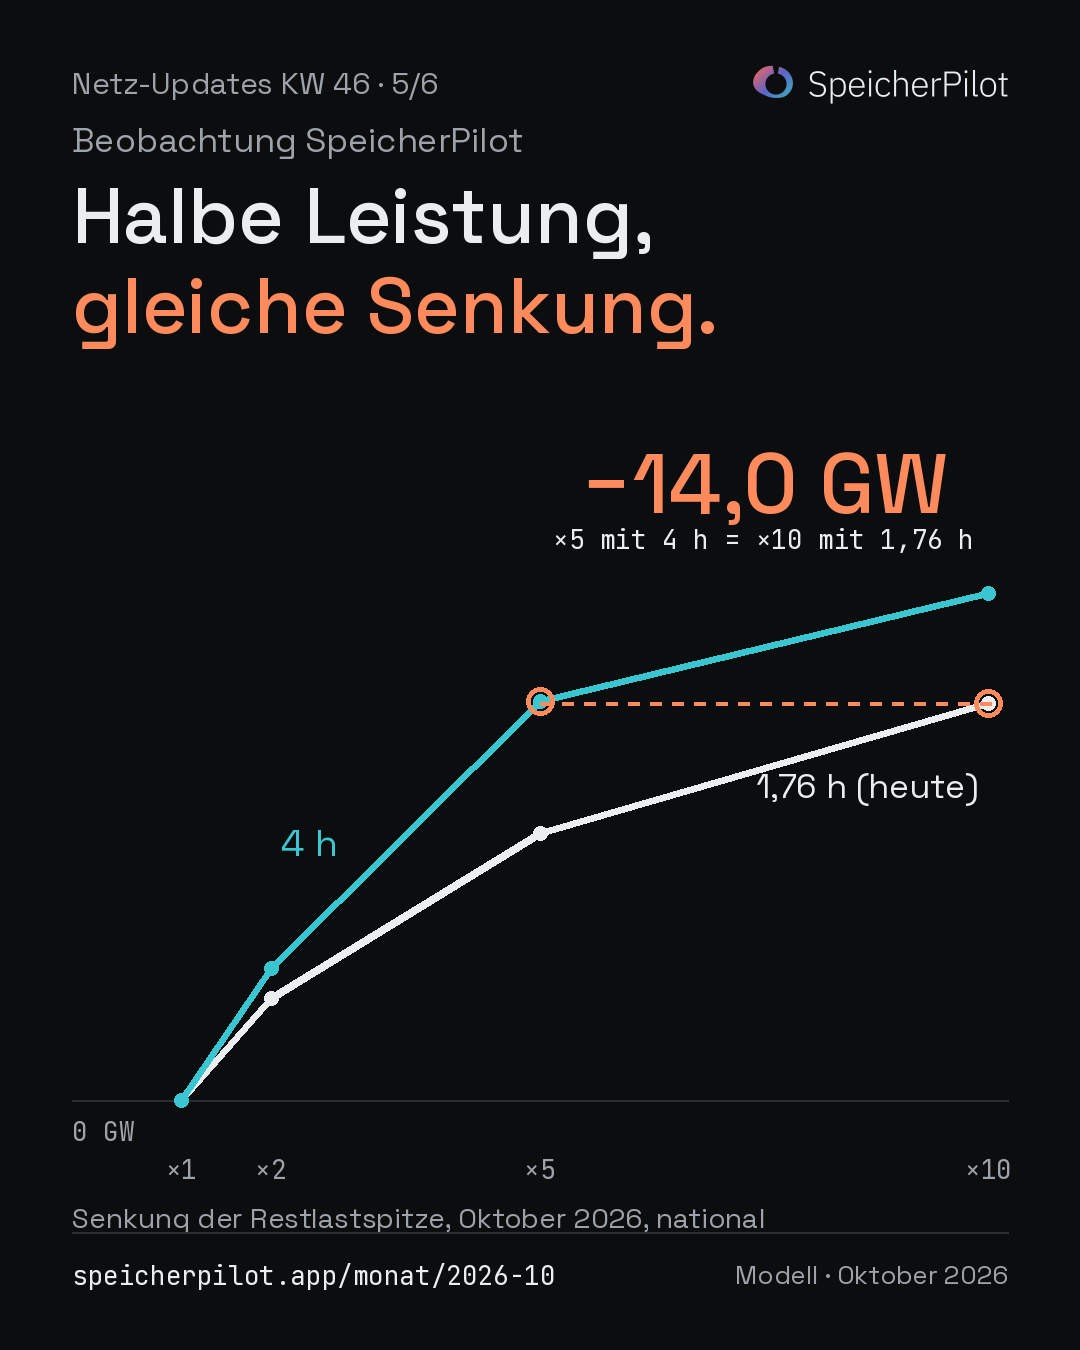 Netz-Updates KW 46 · 5/6
SpeicherPilot
Beobachtung SpeicherPilot
Halbe Leistung,
gleiche Senkung.
−14,0 GW
×5 mit 4 h = ×10 mit 1,76 h
1,76 h (heute)
4 h
0 GW
×1 ×2 ×5 ×10
Senkung der Restlastspitze, Oktober 2026, national
speicherpilot.app/monat/2026-10
Modell · Oktober 2026